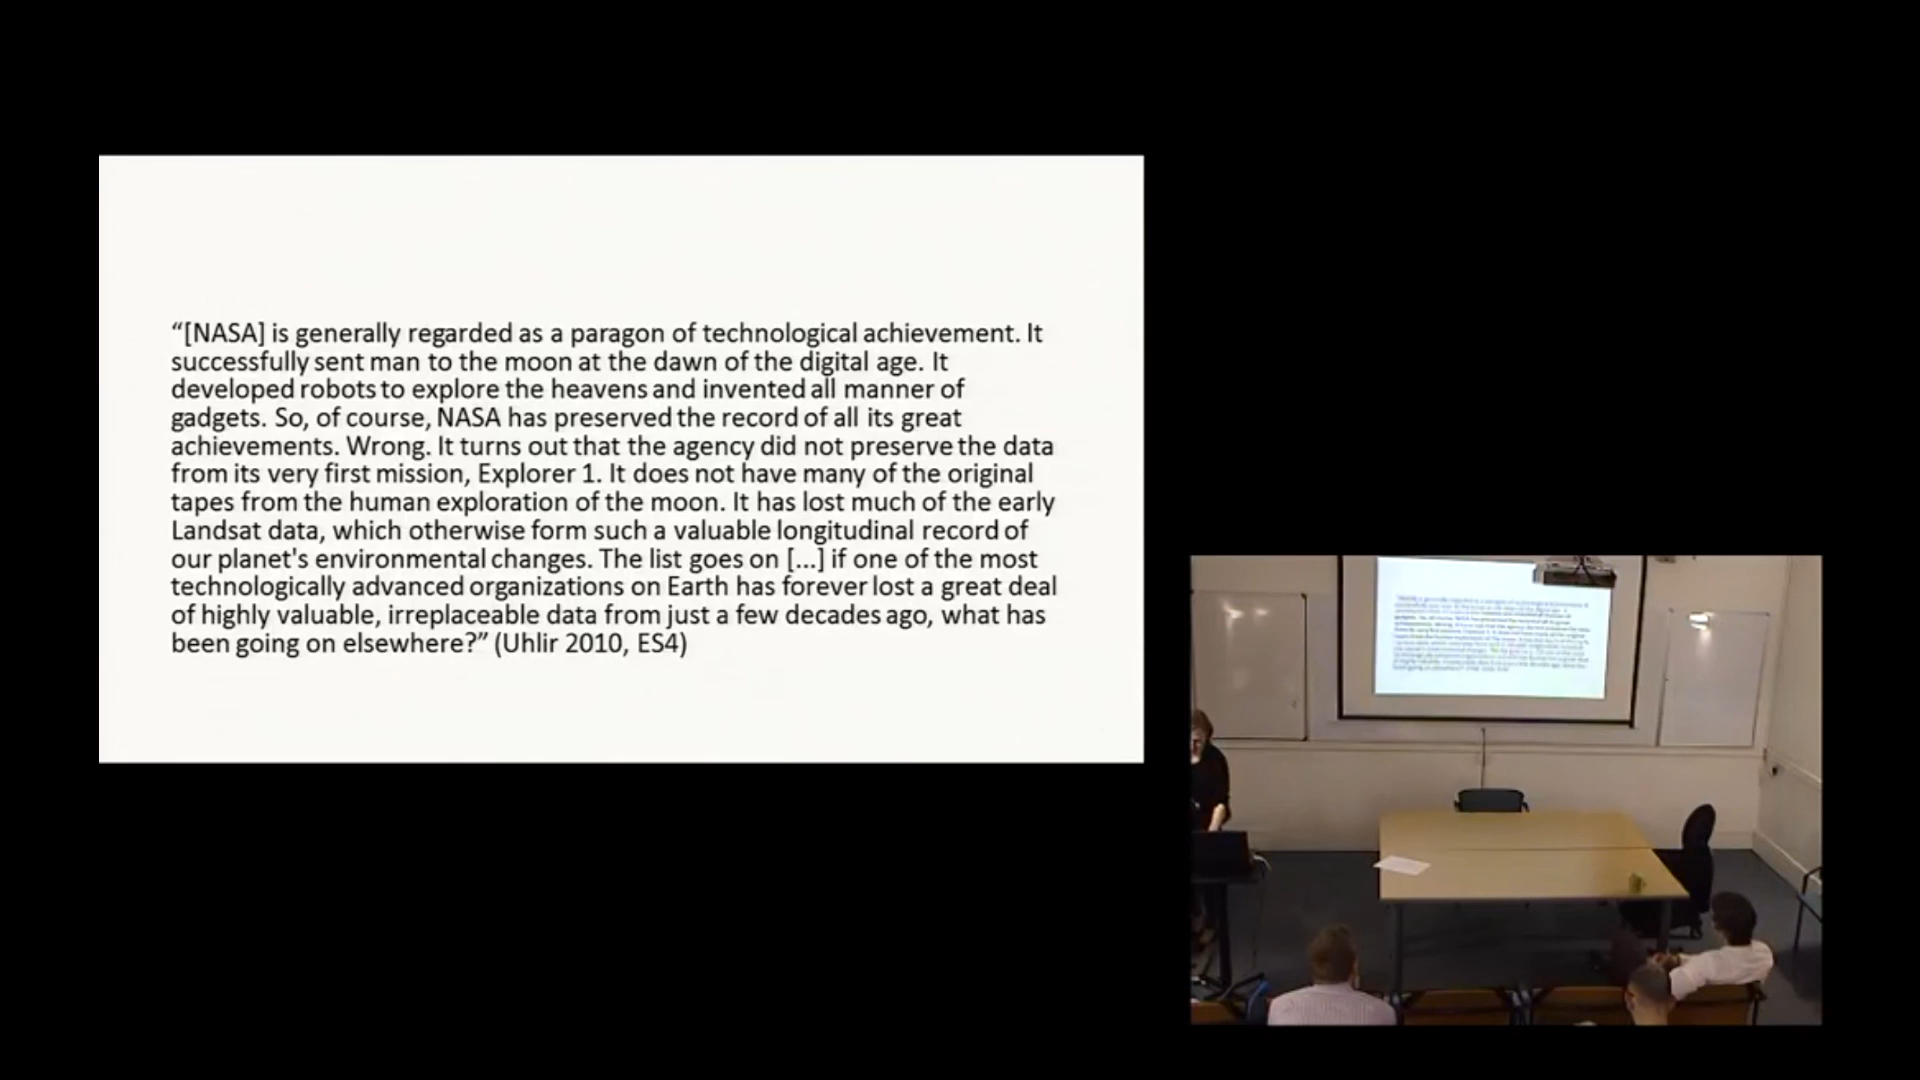 “[NASA] is generally regarded as a paragon of technological achievement. It
successfully sent man to the moon at the dawn of the digital age. It
developed robots to explore the heavens and invented all manner of
gadgets. So, of course, NASA has preserved the record of all its great
achievements. Wrong. It turns out that the agency did not preserve the data
from its very first mission, Explorer 1. It does not have many of the original
tapes from the human exploration of the moon. It has lost much of the early
Landsat data, which otherwise form such a valuable longitudinal record of
our planet's environmental changes. The list goes on [...] if one of the most
technologically advanced organizations on Earth has forever lost a great deal
of highly valuable, irreplaceable data from just a few decades ago, what has
been going on elsewhere?” (Uhlir 2010, ES4)